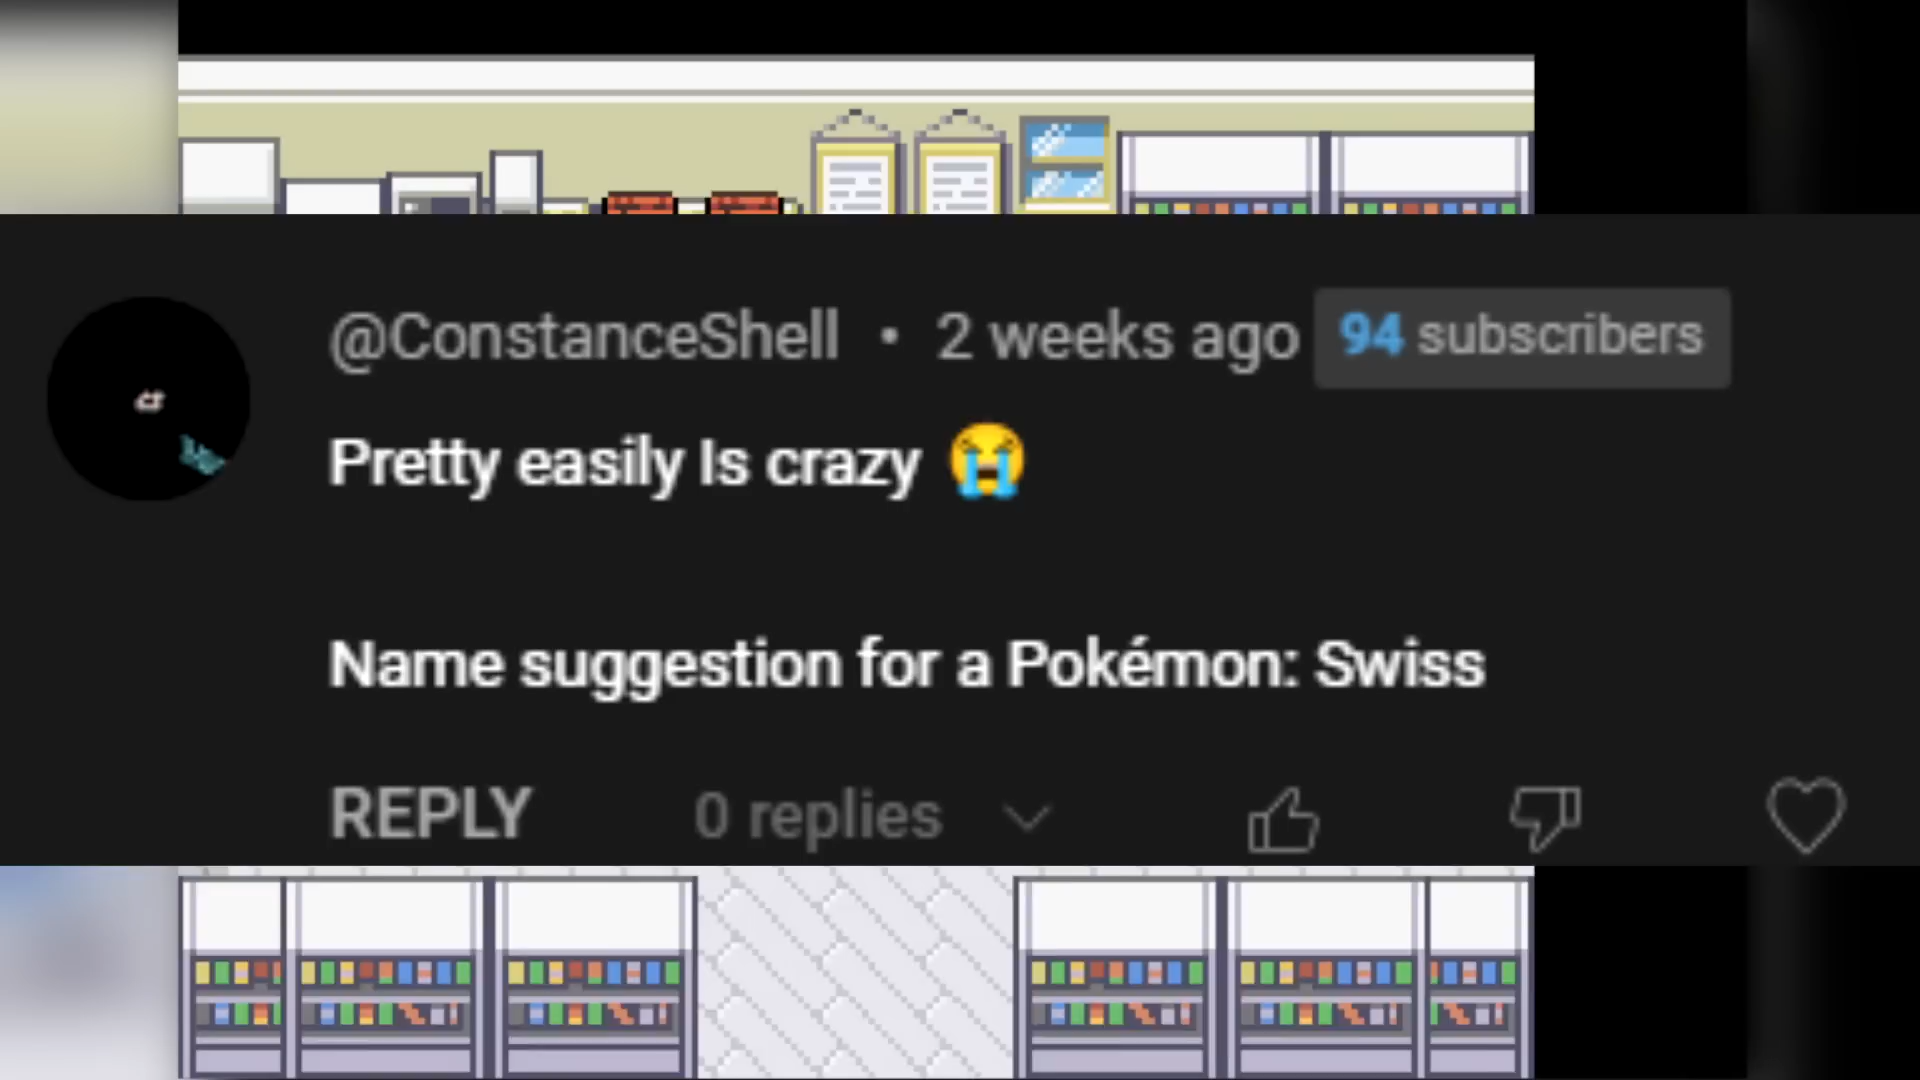 @ConstanceShell • 2 weeks ago 94 subscribers
Pretty easily Is crazy 😭
Name suggestion for a Pokémon: Swiss
REPLY 0 replies